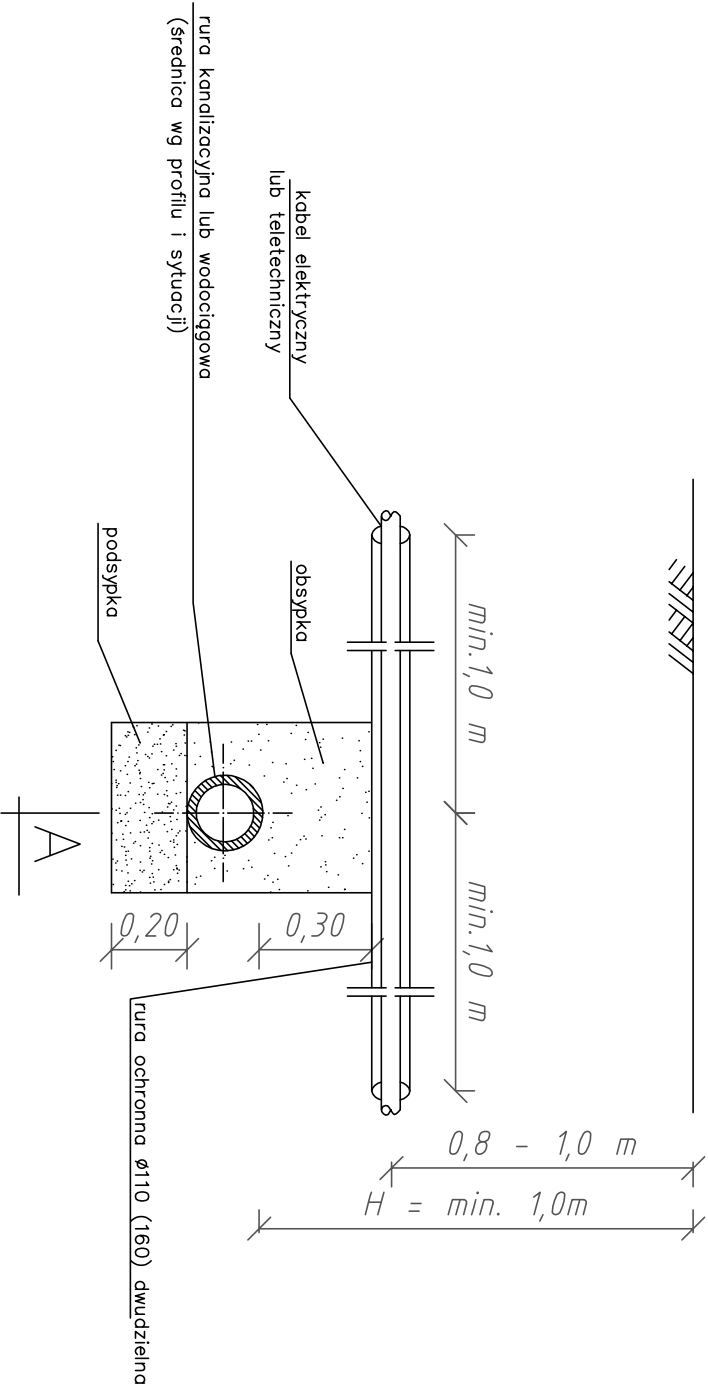 0,8 - 1,0 m
H = min. 1,0m
min.1,0 m
min.1,0 m
kabel elektryczny
lub teletechniczny
obsypka
0,30
rura kanalizacyjna lub wodociągowa
(średnica wg profilu i sytuacji)
podsypka
0,20
rura ochronna ø110 (160) dwudzielna
A